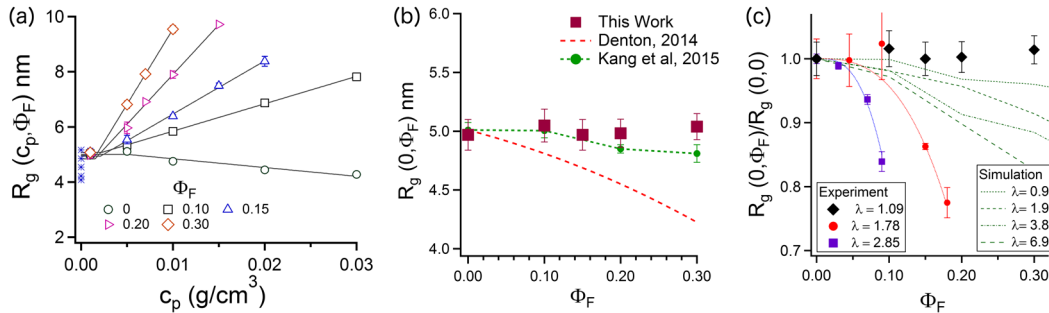 (a)
R_g (c_p,Φ_F) nm
10
8
6
4
2
0.00
0.01
0.02
0.03
c_p (g/cm³)
Φ_F
0
0.10
0.15
0.20
0.30
(b)
R_g (0,Φ_F) nm
6.0
5.5
5.0
4.5
4.0
This Work
Denton, 2014
Kang et al, 2015
0.00
0.10
0.20
0.30
Φ_F
(c)
R_g (0,Φ_F)/R_g (0,0)
1.0
0.9
0.8
0.7
Experiment
λ = 1.09
λ = 1.78
λ = 2.85
Simulation
λ= 0.9
λ= 1.9
λ= 3.8
λ= 6.9
0.00
0.10
0.20
0.30
Φ_F